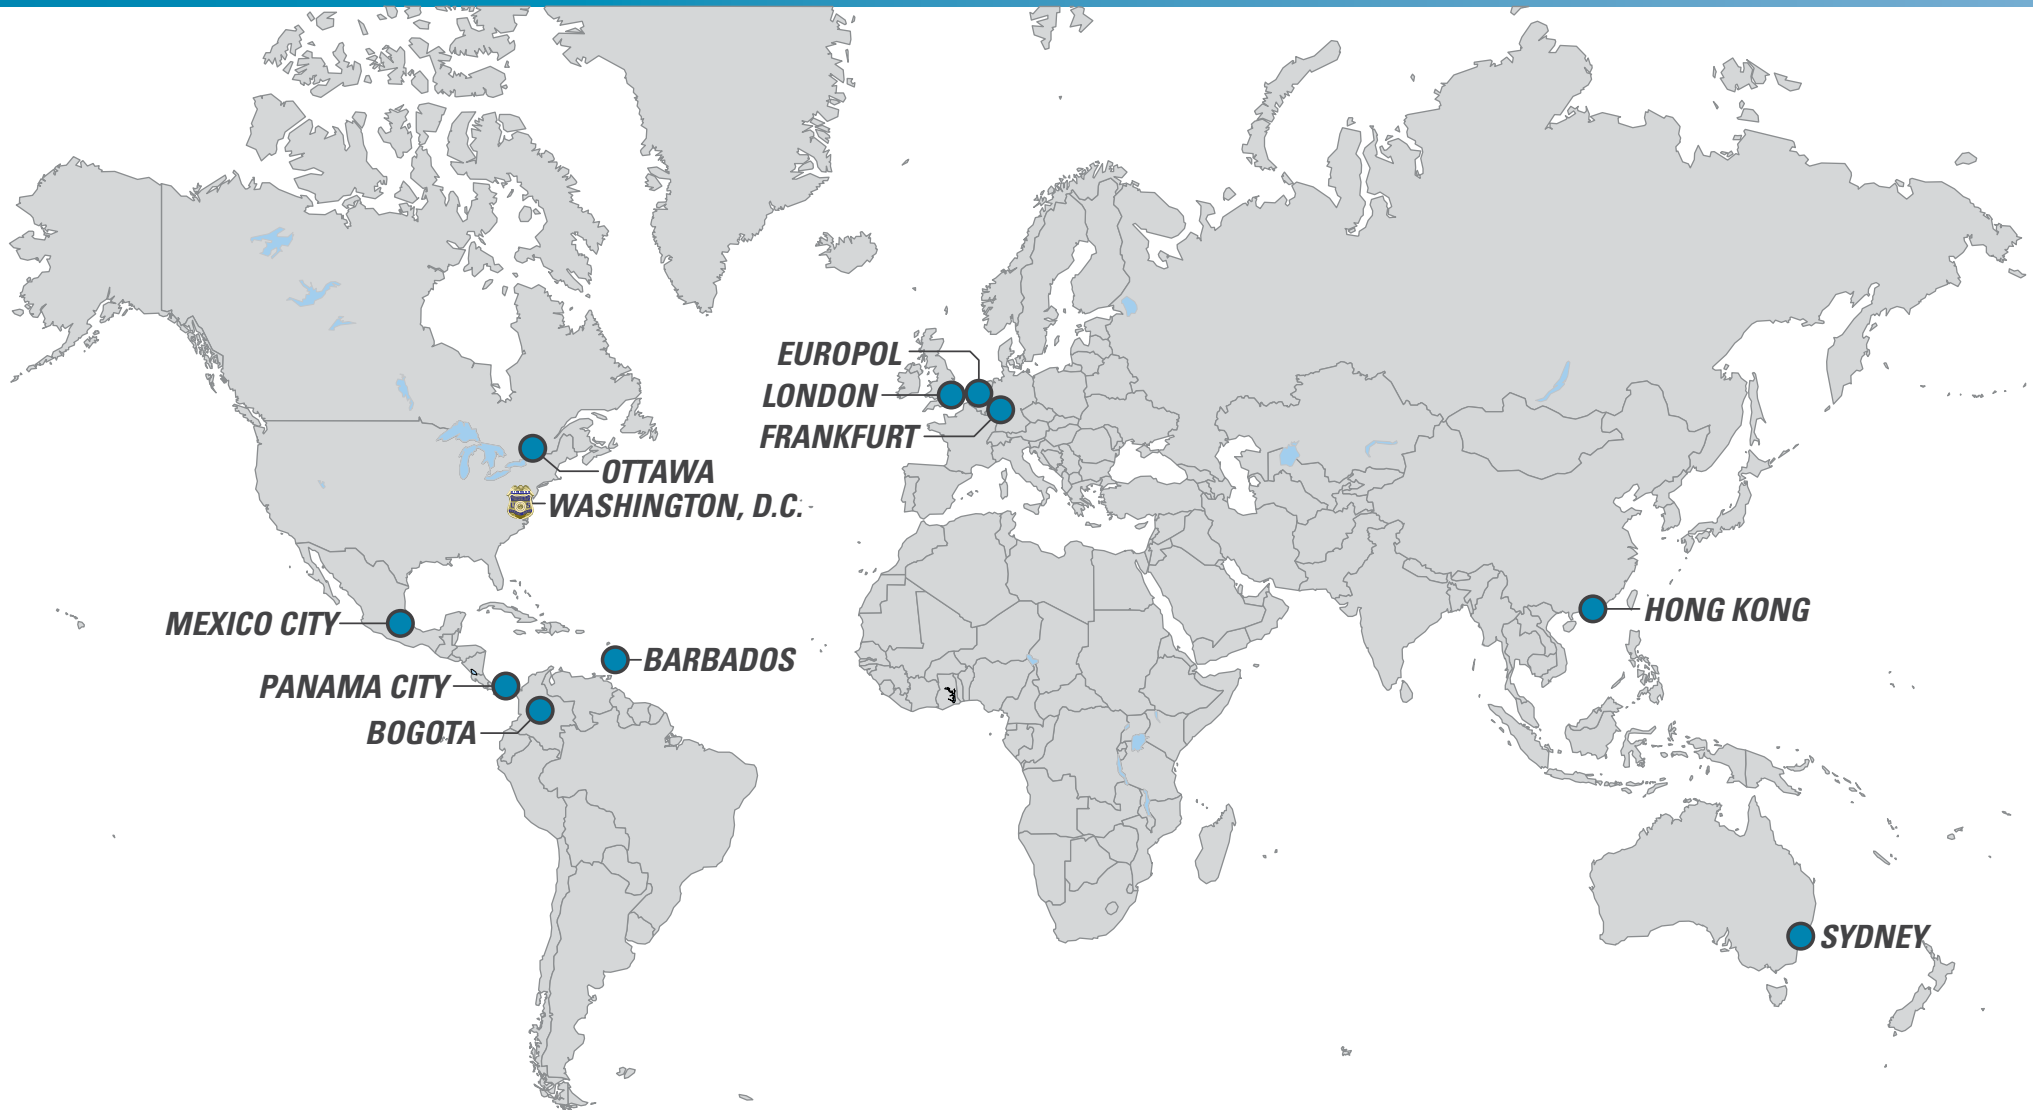 EUROPOL
LONDON
FRANKFURT
OTTAWA
WASHINGTON, D.C.
MEXICO CITY
HONG KONG
BARBADOS
PANAMA CITY
BOGOTA
SYDNEY